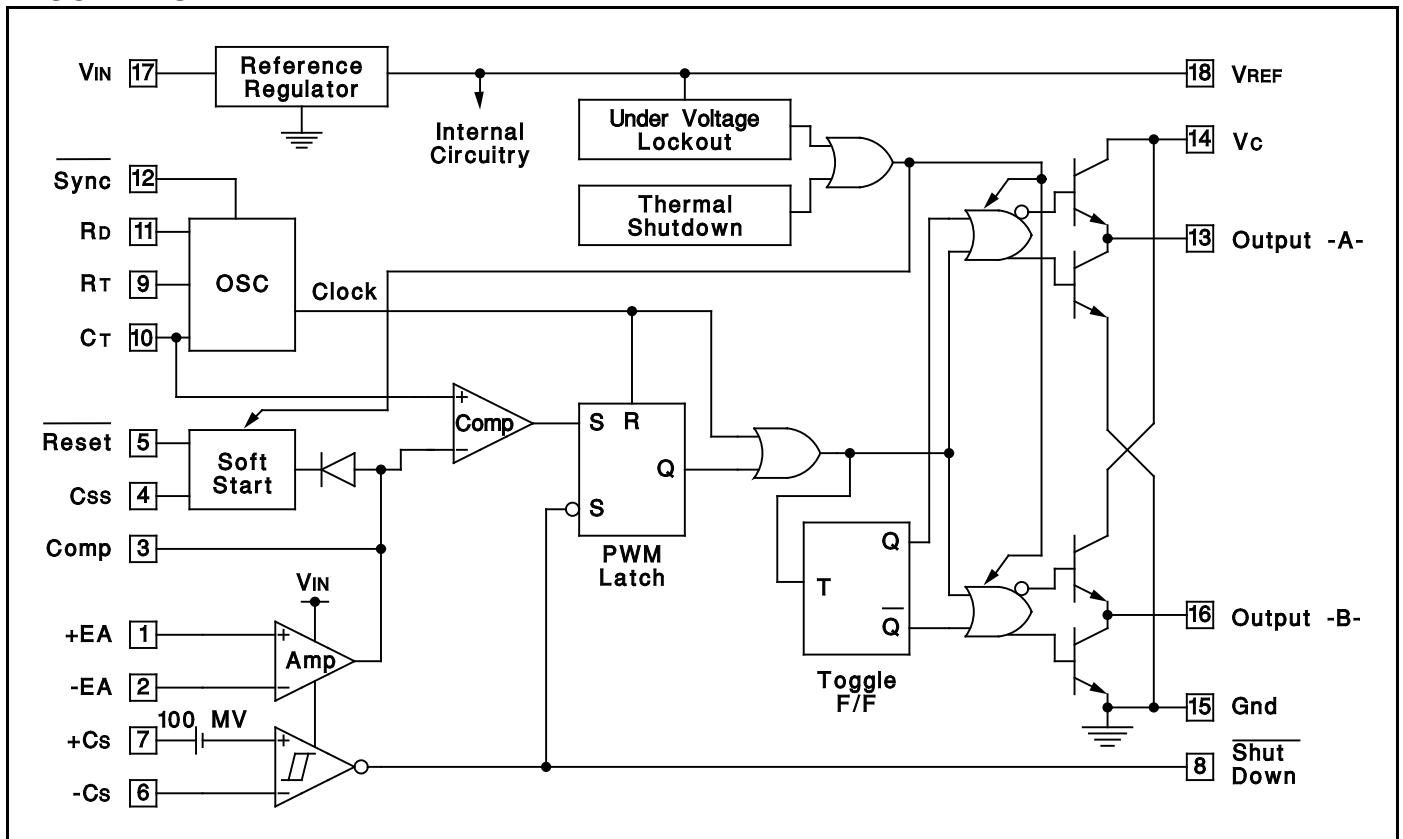 VIN 17
Reference
Regulator
18 VREF
Internal
Circuitry
Under Voltage
Lockout
14 VC
Sync 12
Thermal
Shutdown
RD 11
13 Output -A-
RT 9
OSC
Clock
CT 10
+
Comp
−
Reset 5
Soft
Start
CSS 4
S R
Q
S
PWM
Latch
Comp 3
Q
T
Q
Toggle
F/F
VIN
+EA 1
+
Amp
−
-EA 2
16 Output -B-
15 Gnd
100 MV
+CS 7
+
−
-CS 6
8 Shut
Down